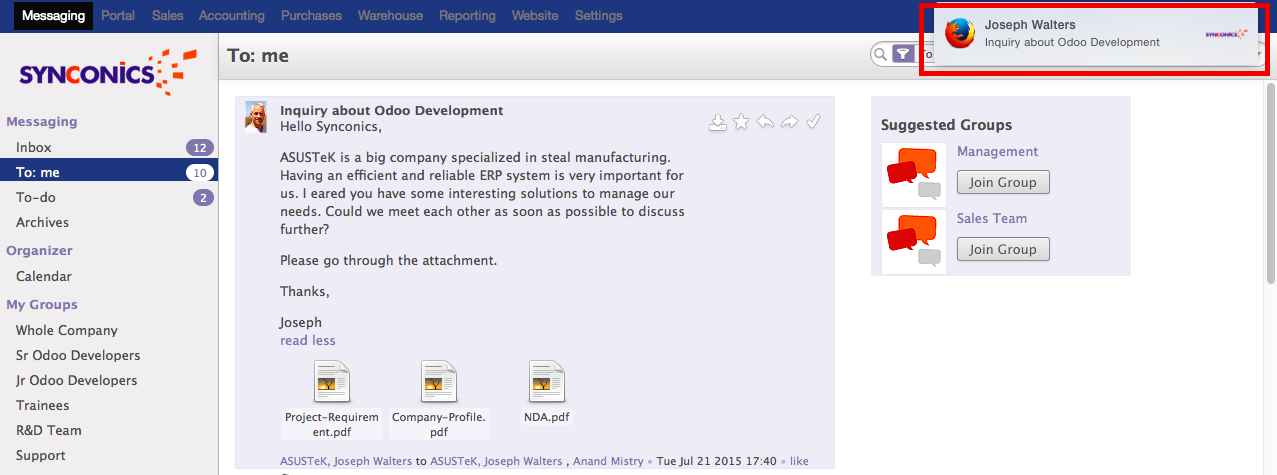 Messaging Portal Sales Accounting Purchases Warehouse Reporting Website Settings
Joseph Walters
Inquiry about Odoo Development
SYNCONICS
SYNCONICS
To: me
To
Messaging
Inbox 12
To: me 10
To-do 2
Archives
Organizer
Calendar
My Groups
Whole Company
Sr Odoo Developers
Jr Odoo Developers
Trainees
R&D Team
Support
Inquiry about Odoo Development
Hello Synconics,
ASUSTeK is a big company specialized in steal manufacturing.
Having an efficient and reliable ERP system is very important for
us. I eared you have some interesting solutions to manage our
needs. Could we meet each other as soon as possible to discuss
further?
Please go through the attachment.
Thanks,
Joseph
read less
Project-Requirem
ent.pdf
Company-Profile.
pdf
NDA.pdf
ASUSTeK, Joseph Walters to ASUSTeK, Joseph Walters , Anand Mistry • Tue Jul 21 2015 17:40 • like
Suggested Groups
Management
Join Group
Sales Team
Join Group